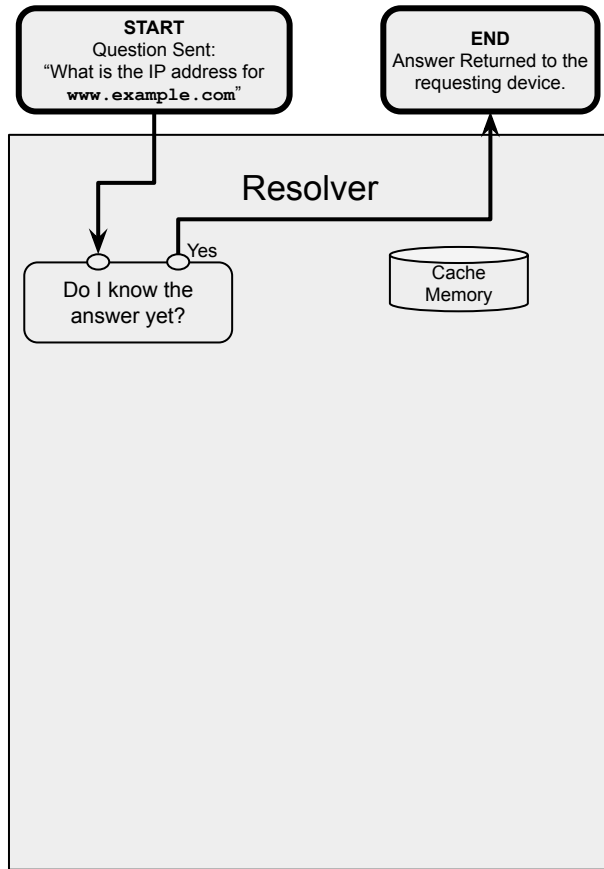 START
Question Sent:
“What is the IP address for
www.example.com”
END
Answer Returned to the
requesting device.
Resolver
Yes
Do I know the
answer yet?
Cache
Memory